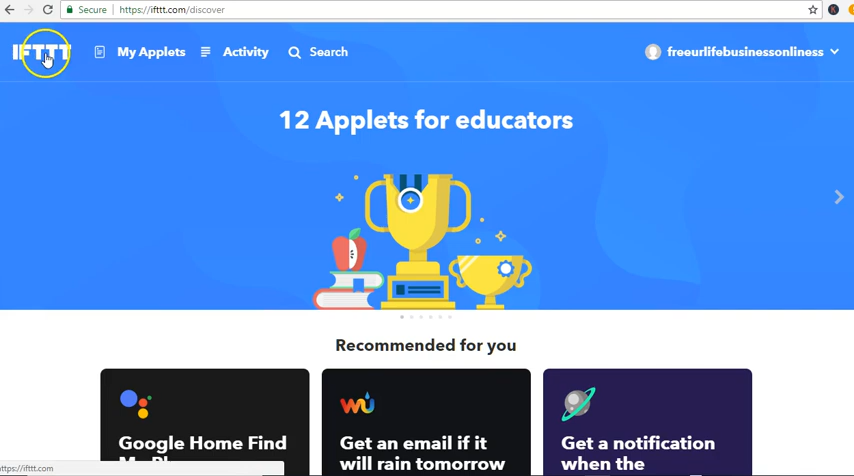 Secure https://ifttt.com/discover
IFTTT My Applets Activity Search freeurlifebusinessonliness
12 Applets for educators
Recommended for you
Google Home Find
My
Get an email if it
will rain tomorrow
Get a notification
when the
https://ifttt.com